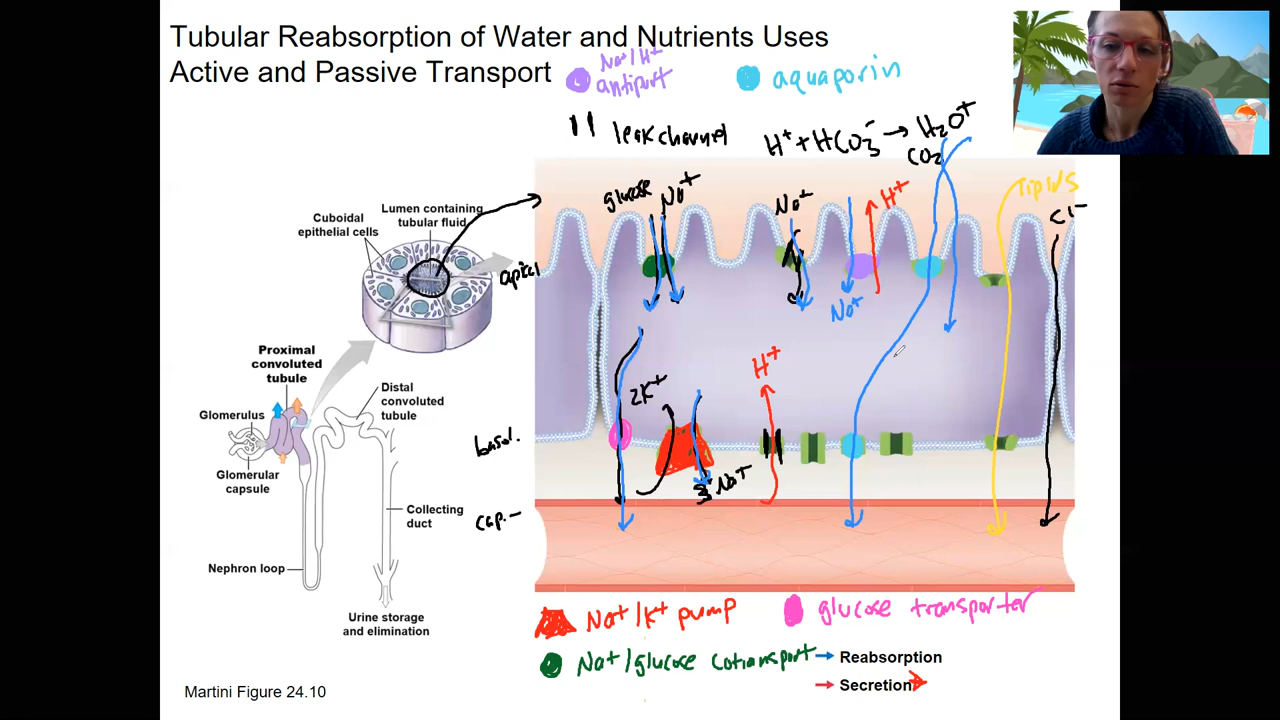 Tubular Reabsorption of Water and Nutrients Uses
Active and Passive Transport
Na+/H+
antiport
aquaporin
leak channel
H+ + HCO3- → H2O+
CO2
glucose Na+
Na+
H+
lipids
Cl-
Cuboidal
epithelial cells
Lumen containing
tubular fluid
apical
Na+
Proximal
convoluted
tubule
Distal
convoluted
tubule
Glomerulus
Glomerular
capsule
Collecting
duct
Nephron loop
Urine storage
and elimination
2K+
H+
basol.
3 Na+
cap.-
Na+/K+ pump
glucose transporter
Na+/glucose cotransport
Reabsorption
Secretion
Martini Figure 24.10